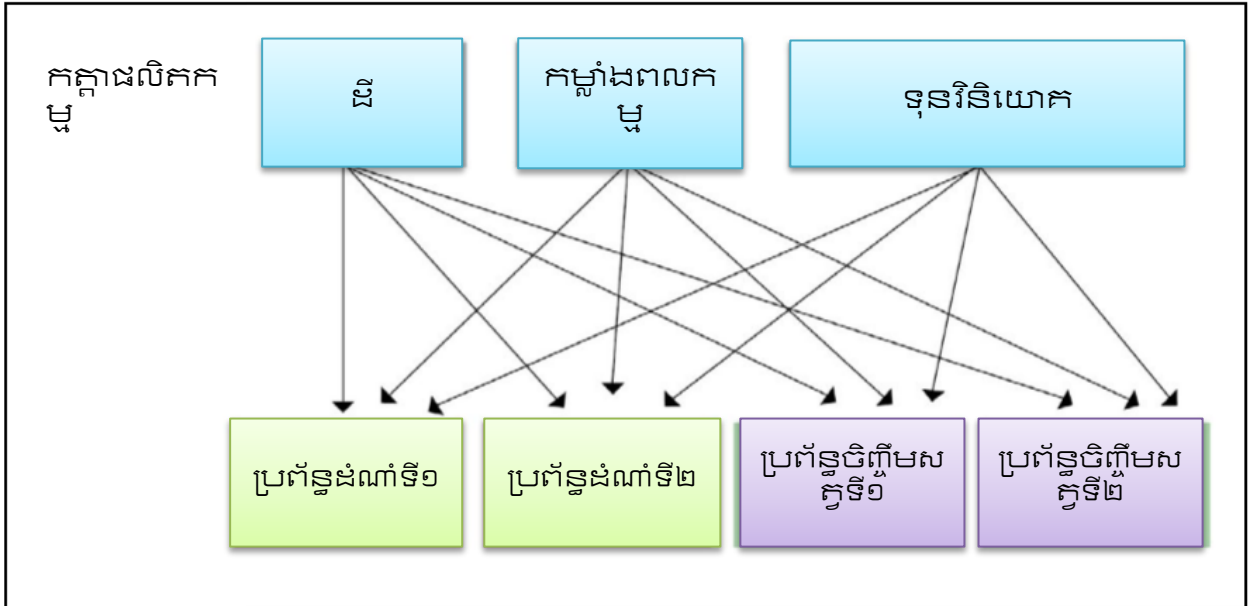 កត្តាផលិតក
ម្ម
ដី
កម្លាំងពលក
ម្ម
ទុនវិនិយោគ
ប្រព័ន្ធដំណាំទី១
ប្រព័ន្ធដំណាំទី២
ប្រព័ន្ធចិញ្ចឹមស
ត្វទី១
ប្រព័ន្ធចិញ្ចឹមស
ត្វទី២